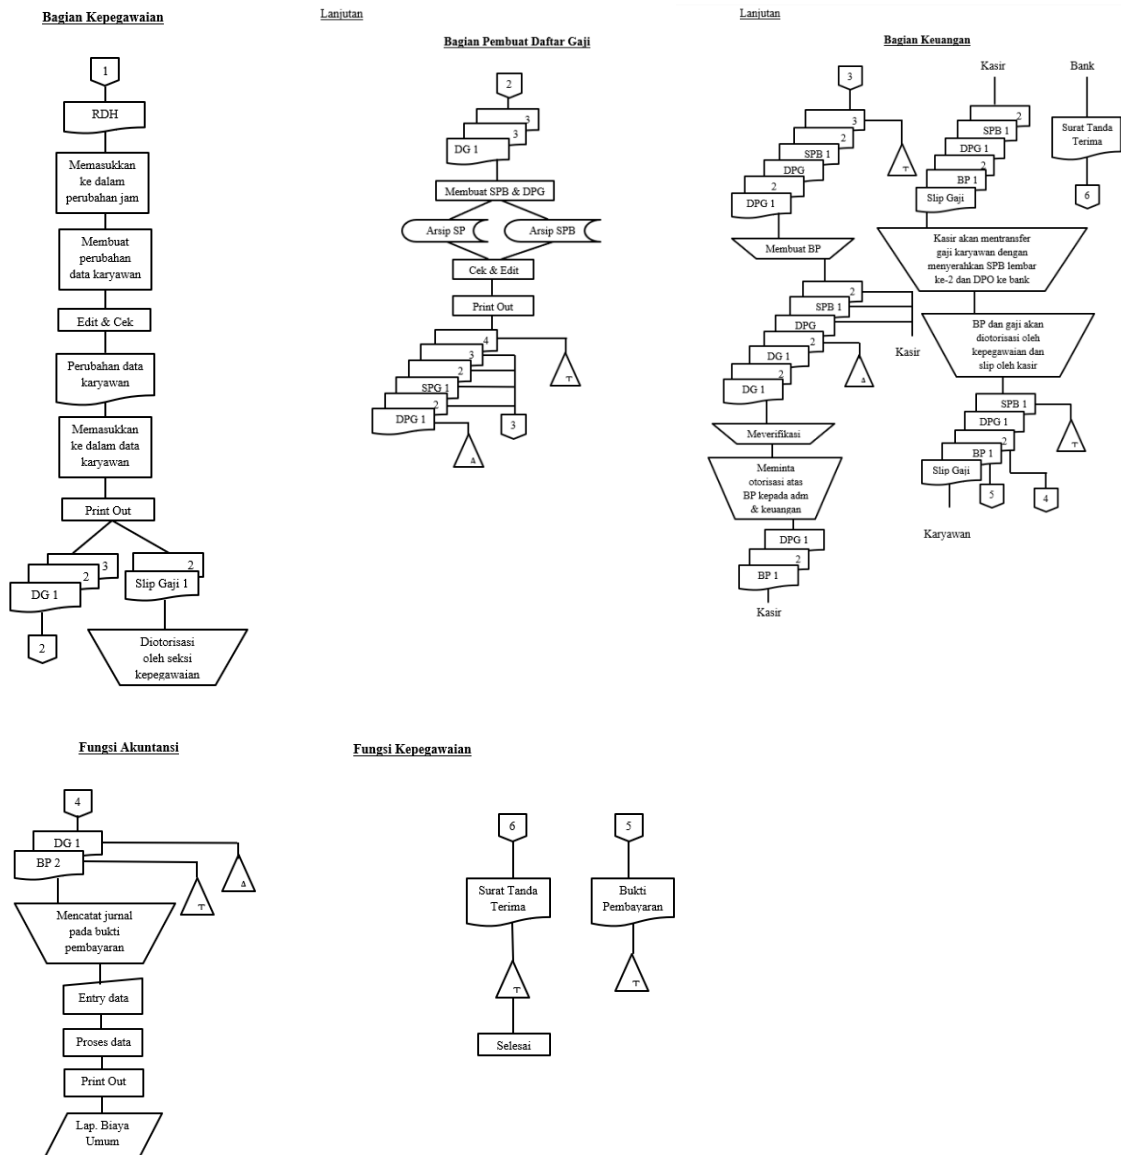 Bagian Kepegawaian
1
RDH
Memasukkan
ke dalam
perubahan jam
Membuat
perubahan
data karyawan
Edit & Cek
Perubahan data
karyawan
Memasukkan
ke dalam data
karyawan
Print Out
3
2
DG 1
2
2
Slip Gaji 1
Diotorisasi
oleh seksi
kepegawaian
Lanjutan
Bagian Pembuat Daftar Gaji
2
3
3
DG 1
Membuat SPB & DPG
Arsip SP
Arsip SPB
Cek & Edit
Print Out
4
3
2
SPG 1
2
DPG 1
T
3
A
Lanjutan
Bagian Keuangan
3
3
2
SPB 1
DPG
2
DPG 1
T
Membuat BP
2
SPB 1
DPG
2
DG 1
2
DG 1
Kasir
A
Meverifikasi
Meminta
otorisasi atas
BP kepada adm
& keuangan
DPG 1
2
BP 1
Kasir
Kasir
2
SPB 1
DPG 1
2
BP 1
Slip Gaji
Kasir akan mentransfer
gaji karyawan dengan
menyerahkan SPB lembar
ke-2 dan DPO ke bank
BP dan gaji akan
diotorisasi oleh
kepegawaian dan
slip oleh kasir
SPB 1
DPG 1
2
BP 1
Slip Gaji
T
5
4
Karyawan
Bank
Surat Tanda
Terima
6
Fungsi Akuntansi
4
DG 1
BP 2
T
A
Mencatat jurnal
pada bukti
pembayaran
Entry data
Proses data
Print Out
Lap. Biaya
Umum
Fungsi Kepegawaian
6
Surat Tanda
Terima
T
Selesai
5
Bukti
Pembayaran
T